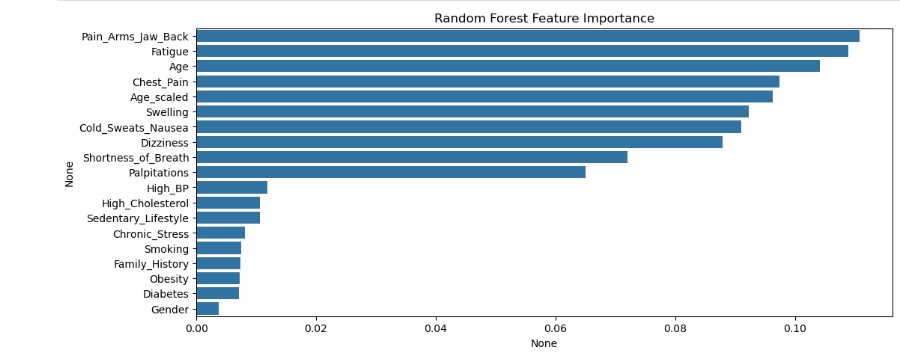 Random Forest Feature Importance
Pain_Arms_Jaw_Back
Fatigue
Age
Chest_Pain
Age_scaled
Swelling
Cold_Sweats_Nausea
Dizziness
Shortness_of_Breath
Palpitations
High_BP
High_Cholesterol
Sedentary_Lifestyle
Chronic_Stress
Smoking
Family_History
Obesity
Diabetes
Gender
None
0.00 0.02 0.04 0.06 0.08 0.10
None